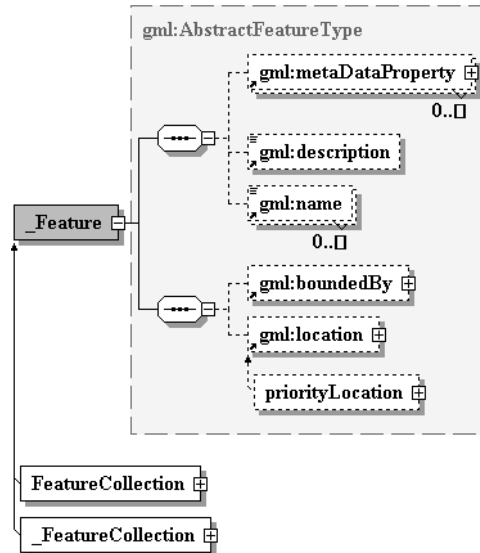 gml:AbstractFeatureType
gml:metaDataProperty
0..▯
gml:description
gml:name
0..▯
_Feature
gml:boundedBy
gml:location
priorityLocation
FeatureCollection
_FeatureCollection